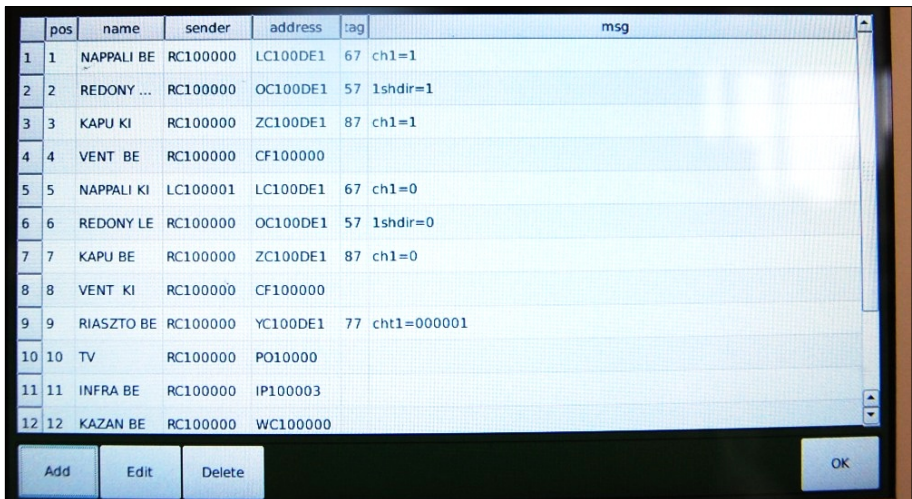 pos name sender address tag msg
1 1 NAPPALI BE RC100000 LC100DE1 67 ch1=1
2 2 REDONY ... RC100000 OC100DE1 57 1shdir=1
3 3 KAPU KI RC100000 ZC100DE1 87 ch1=1
4 4 VENT BE RC100000 CF100000
5 5 NAPPALI KI LC100001 LC100DE1 67 ch1=0
6 6 REDONY LE RC100000 OC100DE1 57 1shdir=0
7 7 KAPU BE RC100000 ZC100DE1 87 ch1=0
8 8 VENT KI RC100000 CF100000
9 9 RIASZTO BE RC100000 YC100DE1 77 cht1=000001
10 10 TV RC100000 PO10000
11 11 INFRA BE RC100000 IP100003
12 12 KAZAN BE RC100000 WC100000
Add Edit Delete OK